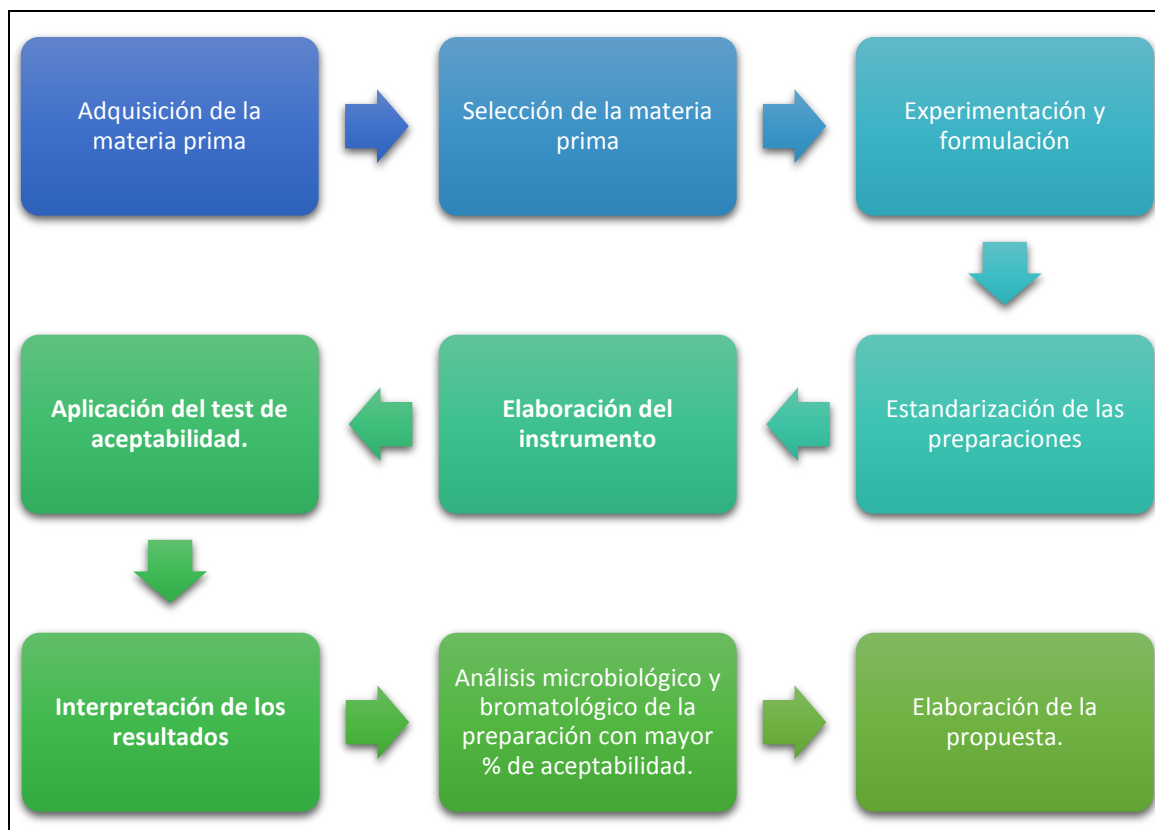 Adquisición de la
materia prima
Selección de la materia
prima
Experimentación y
formulación
Estandarización de las
preparaciones
Elaboración del
instrumento
Aplicación del test de
aceptabilidad.
Interpretación de los
resultados
Análisis microbiológico y
bromatológico de la
preparación con mayor
% de aceptabilidad.
Elaboración de la
propuesta.